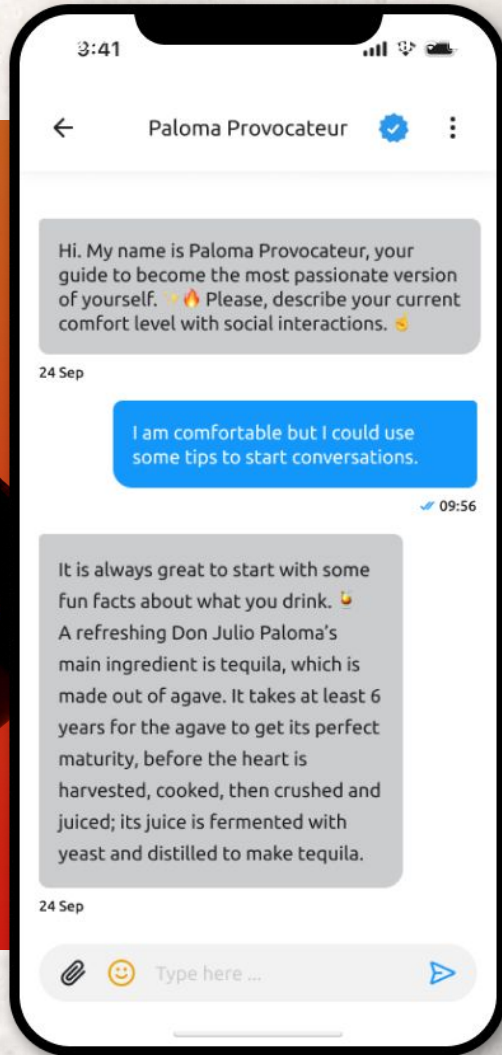 9:41
Paloma Provocateur
Hi. My name is Paloma Provocateur, your
guide to become the most passionate version
of yourself. ✨🔥 Please, describe your current
comfort level with social interactions. ☝️
24 Sep
I am comfortable but I could use
some tips to start conversations.
09:56
It is always great to start with some
fun facts about what you drink. 🍹
A refreshing Don Julio Paloma's
main ingredient is tequila, which is
made out of agave. It takes at least 6
years for the agave to get its perfect
maturity, before the heart is
harvested, cooked, then crushed and
juiced; its juice is fermented with
yeast and distilled to make tequila.
24 Sep
Type here ...